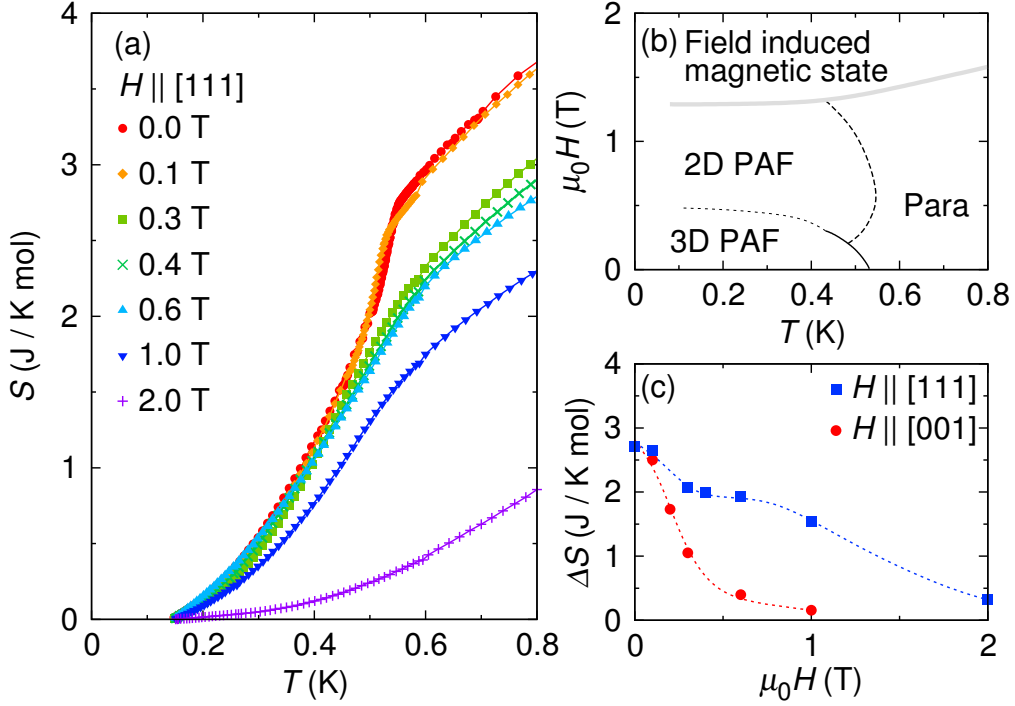 (a)
H || [111]
0.0 T
0.1 T
0.3 T
0.4 T
0.6 T
1.0 T
2.0 T
S (J / K mol)
4
3
2
1
0
0 0.2 0.4 0.6 0.8
T (K)
(b)
Field induced
magnetic state
2D PAF
3D PAF
Para
μ₀H (T)
2
1
0
0 0.2 0.4 0.6 0.8
T (K)
(c)
H || [111]
H || [001]
ΔS (J / K mol)
4
3
2
1
0
0 1 2
μ₀H (T)